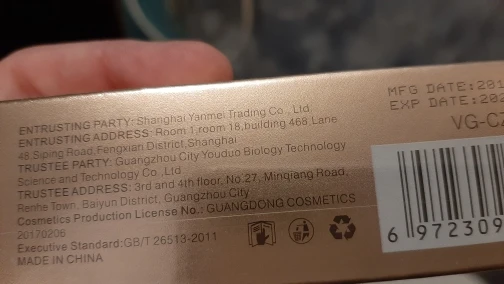 ENTRUSTING PARTY: Shanghai Yanmei Trading Co., Ltd
ENTRUSTING ADDRESS: Room 1,room 18,building 468,Lane
48,Siping Road,Fengxian District,Shanghai
TRUSTEE PARTY: Guangzhou City Youduo Biology Technology
Science and Technology Co., Ltd
TRUSTEE ADDRESS: 3rd and 4th floor, No.27, Minqiang Road,
Renhe Town, Baiyun District, Guangzhou City
Cosmetics Production License No.: GUANGDONG COSMETICS
20170206
Executive Standard:GB/T 26513-2011
MADE IN CHINA
MFG DATE:201
EXP DATE:202
VG-CZ
6 972309